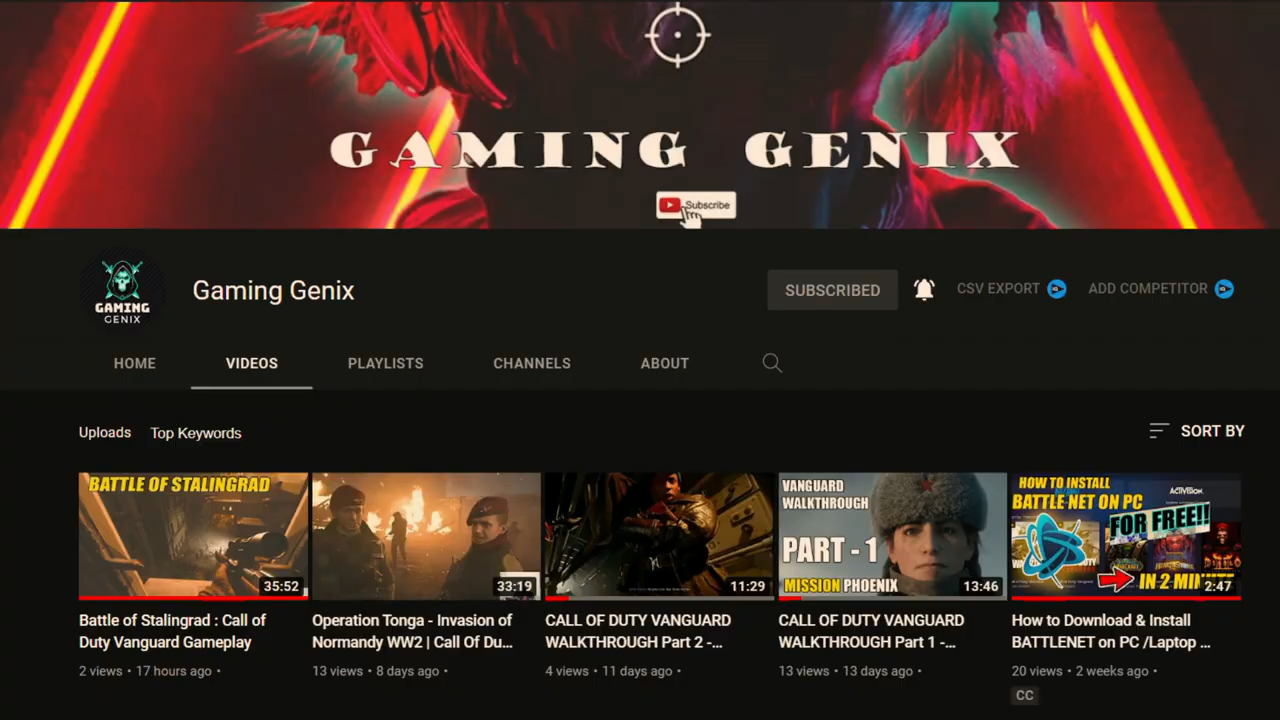 GAMING GENIX
Subscribe
GAMING
GENIX
Gaming Genix
SUBSCRIBED
CSV EXPORT
ADD COMPETITOR
HOME
VIDEOS
PLAYLISTS
CHANNELS
ABOUT
Uploads
Top Keywords
SORT BY
BATTLE OF STALINGRAD
35:52
33:19
11:29
VANGUARD
WALKTHROUGH
PART - 1
MISSION PHOENIX
13:46
HOW TO INSTALL
BATTLE NET ON PC
ACTIVISION
FOR FREE!!
IN 2 MINUTE
2:47
Battle of Stalingrad : Call of
Duty Vanguard Gameplay
2 views • 17 hours ago •
Operation Tonga - Invasion of
Normandy WW2 | Call Of Du...
13 views • 8 days ago •
CALL OF DUTY VANGUARD
WALKTHROUGH Part 2 -...
4 views • 11 days ago •
CALL OF DUTY VANGUARD
WALKTHROUGH Part 1 -...
13 views • 13 days ago •
How to Download & Install
BATTLENET on PC /Laptop ...
20 views • 2 weeks ago •
CC